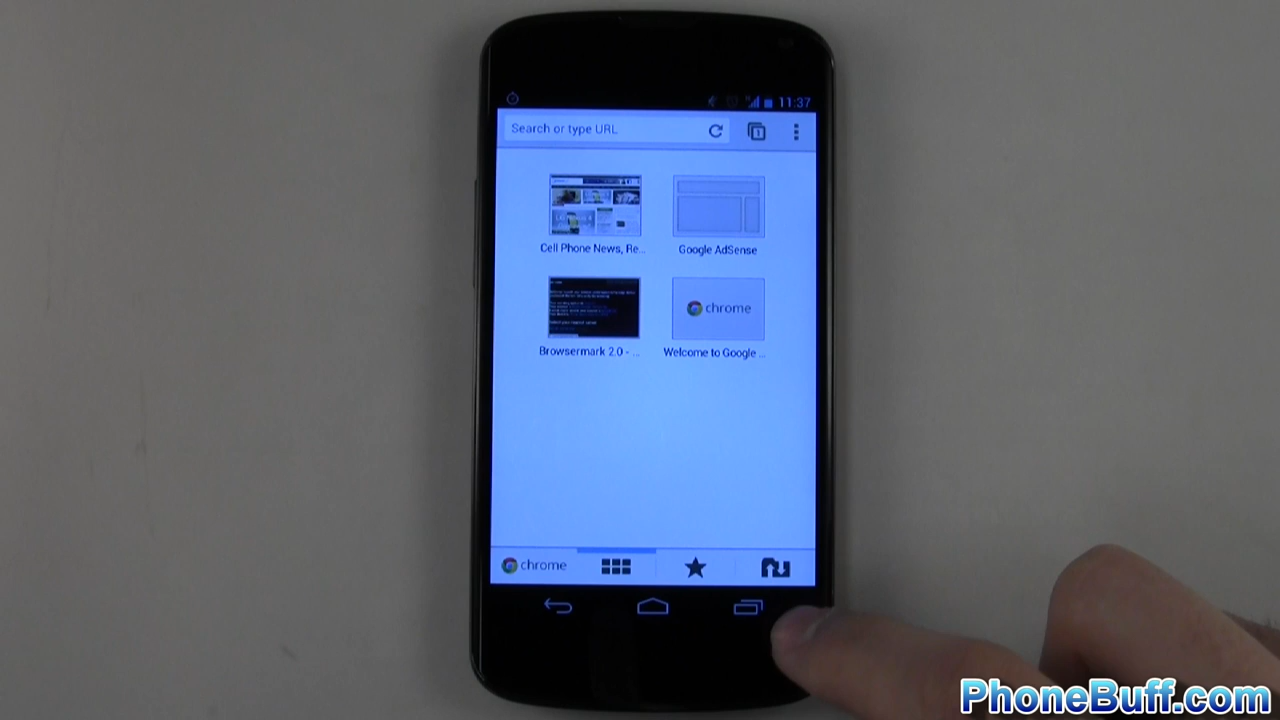 11:37
Search or type URL
1
Cell Phone News, Re...
Google AdSense
chrome
Browsermark 2.0 - ...
Welcome to Google ...
chrome
PhoneBuff.com